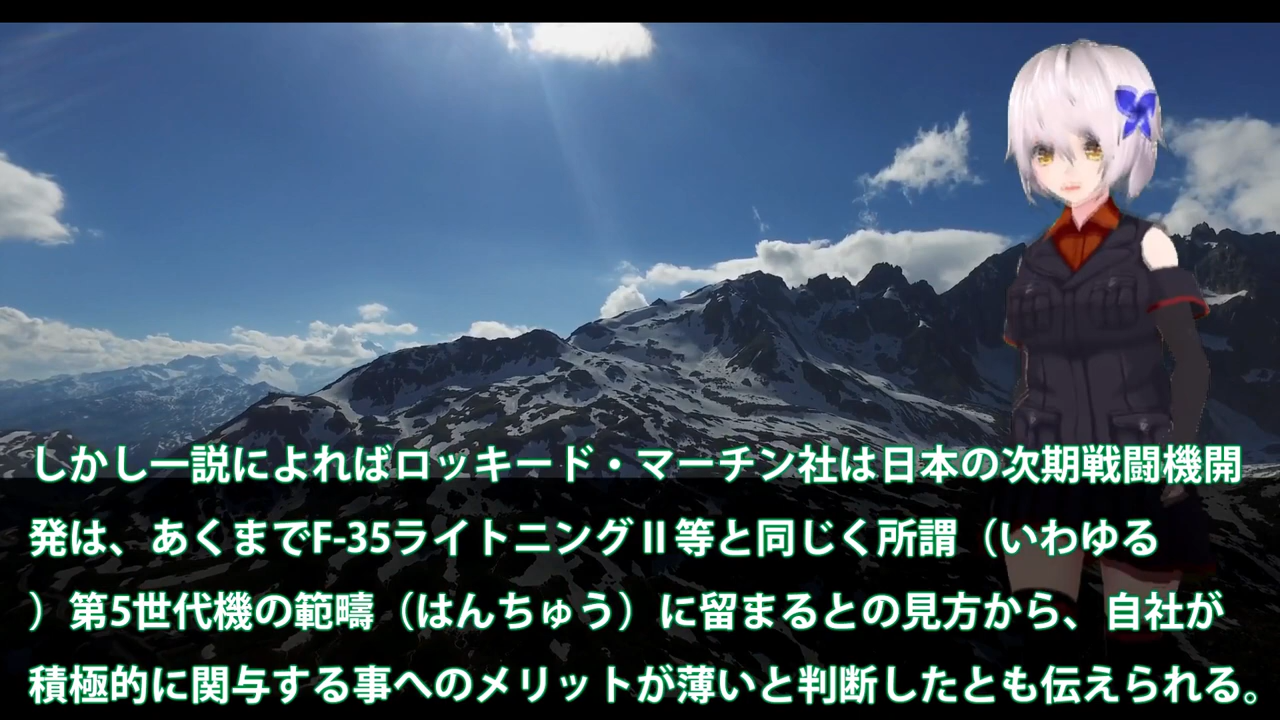 しかし一説によればロッキード・マーチン社は日本の次期戦闘機開
発は、あくまでF-35ライトニングⅡ等と同じく所謂（いわゆる
）第5世代機の範疇（はんちゅう）に留まるとの見方から、自社が
積極的に関与する事へのメリットが薄いと判断したとも伝えられる。